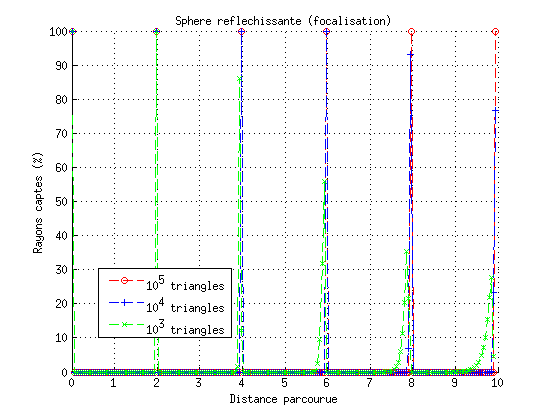 Sphere reflechissante (focalisation)
100
90
80
70
60
50
40
30
20
10
0
Rayons captes (%)
10^5 triangles
10^4 triangles
10^3 triangles
0 1 2 3 4 5 6 7 8 9 10
Distance parcourue